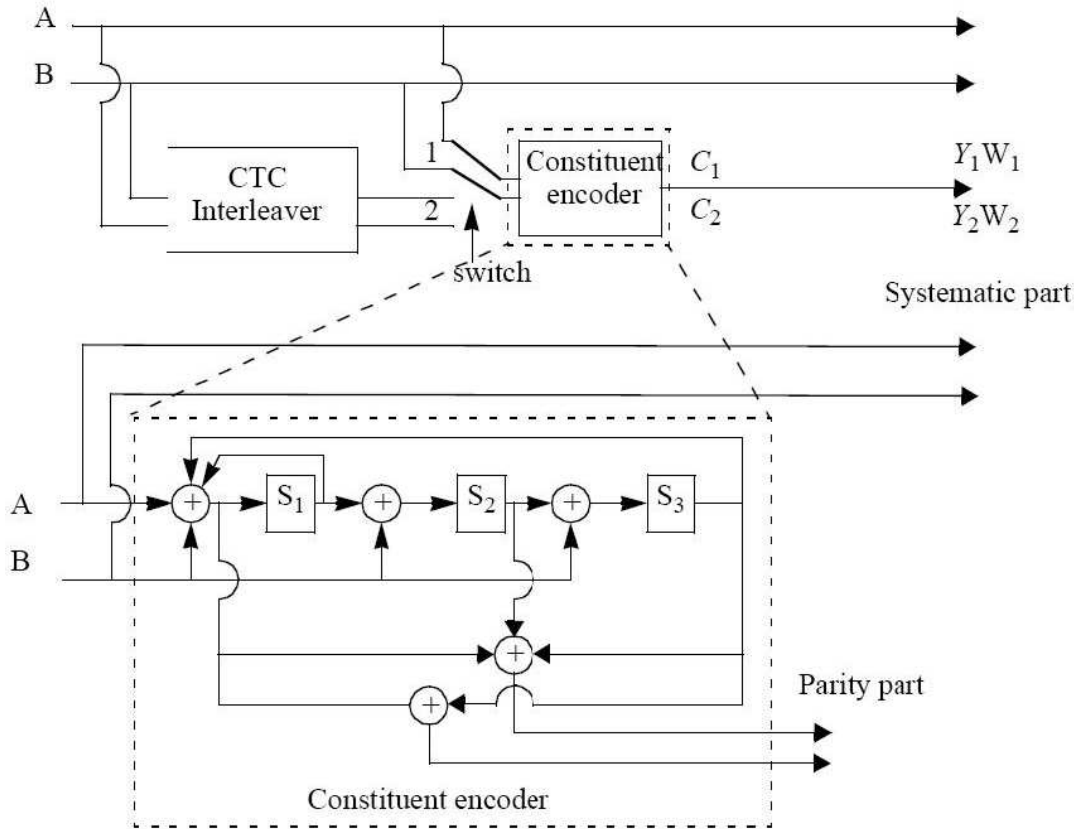 A
B
CTC
Interleaver
1
2
switch
Constituent
encoder
C₁
C₂
Y₁W₁
Y₂W₂
Systematic part
A
B
+
S₁
+
S₂
+
S₃
+
+
Parity part
Constituent encoder